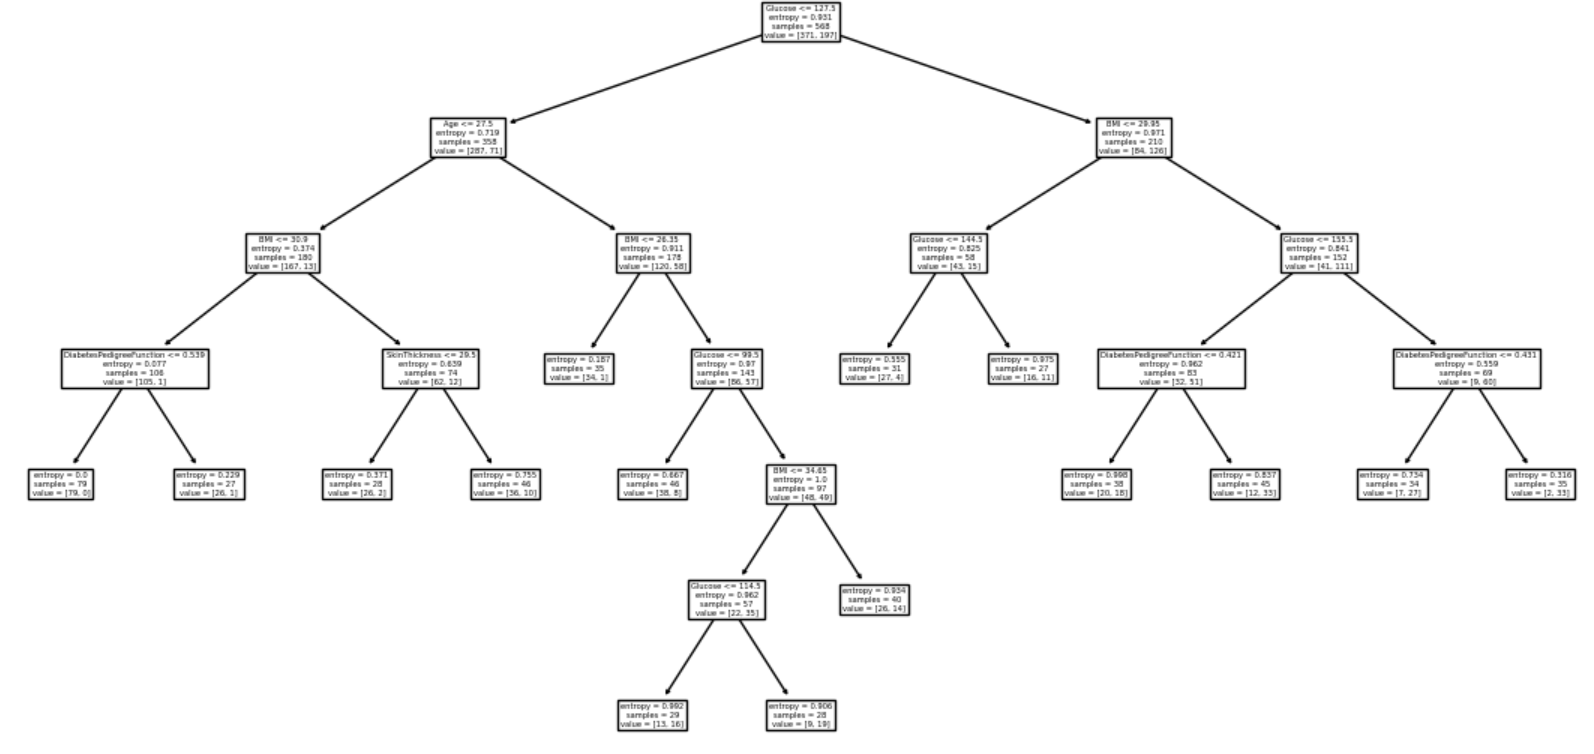 Glucose <= 127.5
entropy = 0.931
samples = 568
value = [371, 197]
Age <= 27.5
entropy = 0.719
samples = 358
value = [287, 71]
BMI <= 29.95
entropy = 0.971
samples = 210
value = [84, 126]
BMI <= 30.9
entropy = 0.374
samples = 180
value = [167, 13]
BMI <= 26.35
entropy = 0.911
samples = 178
value = [120, 58]
Glucose <= 144.5
entropy = 0.825
samples = 58
value = [43, 15]
Glucose <= 155.5
entropy = 0.841
samples = 152
value = [41, 111]
DiabetesPedigreeFunction <= 0.539
entropy = 0.077
samples = 106
value = [105, 1]
SkinThickness <= 29.5
entropy = 0.639
samples = 74
value = [62, 12]
entropy = 0.187
samples = 35
value = [34, 1]
Glucose <= 99.5
entropy = 0.97
samples = 143
value = [86, 57]
entropy = 0.555
samples = 31
value = [27, 4]
entropy = 0.975
samples = 27
value = [16, 11]
DiabetesPedigreeFunction <= 0.421
entropy = 0.962
samples = 83
value = [32, 51]
DiabetesPedigreeFunction <= 0.431
entropy = 0.559
samples = 69
value = [9, 60]
entropy = 0.0
samples = 79
value = [79, 0]
entropy = 0.229
samples = 27
value = [26, 1]
entropy = 0.371
samples = 28
value = [26, 2]
entropy = 0.755
samples = 46
value = [36, 10]
entropy = 0.667
samples = 46
value = [38, 8]
BMI <= 34.65
entropy = 1.0
samples = 97
value = [48, 49]
entropy = 0.998
samples = 38
value = [20, 18]
entropy = 0.837
samples = 45
value = [12, 33]
entropy = 0.734
samples = 34
value = [7, 27]
entropy = 0.316
samples = 35
value = [2, 33]
Glucose <= 114.5
entropy = 0.962
samples = 57
value = [22, 35]
entropy = 0.934
samples = 40
value = [26, 14]
entropy = 0.992
samples = 29
value = [13, 16]
entropy = 0.906
samples = 28
value = [9, 19]